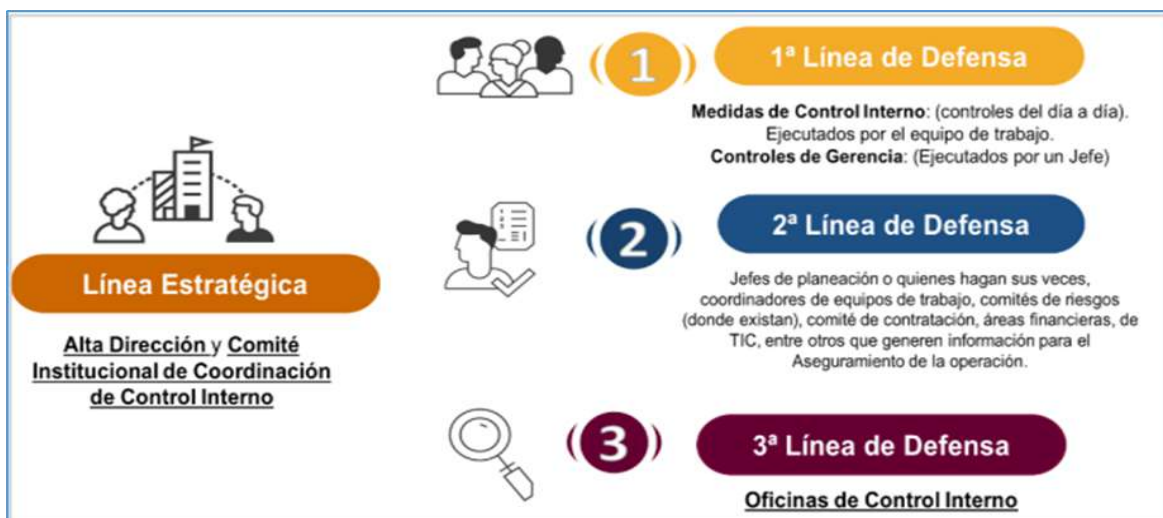 Línea Estratégica
Alta Dirección y Comité
Institucional de Coordinación
de Control Interno
1
1ª Línea de Defensa
Medidas de Control Interno: (controles del día a día).
Ejecutados por el equipo de trabajo.
Controles de Gerencia: (Ejecutados por un Jefe)
2
2ª Línea de Defensa
Jefes de planeación o quienes hagan sus veces,
coordinadores de equipos de trabajo, comités de riesgos
(donde existan), comité de contratación, áreas financieras, de
TIC, entre otros que generen información para el
Aseguramiento de la operación.
3
3ª Línea de Defensa
Oficinas de Control Interno